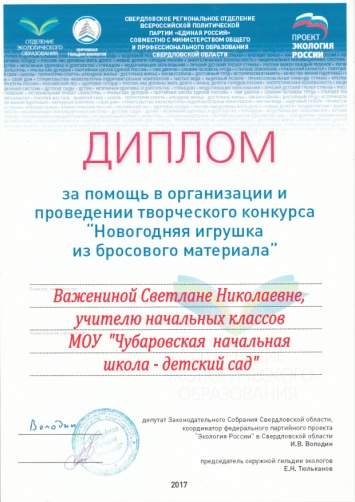 СВЕРДЛОВСКОЕ РЕГИОНАЛЬНОЕ ОТДЕЛЕНИЕ
ВСЕРОССИЙСКОЙ ПОЛИТИЧЕСКОЙ
ПАРТИИ «ЕДИНАЯ РОССИЯ»
СОВМЕСТНО С МИНИСТЕРСТВОМ ОБЩЕГО
И ПРОФЕССИОНАЛЬНОГО ОБРАЗОВАНИЯ
СВЕРДЛОВСКОЙ ОБЛАСТИ
ОТДЕЛЕНИЕ
ЭКОЛОГИЧЕСКОГО
ОБРАЗОВАНИЯ
ПРОЕКТ
ЭКОЛОГИЯ
РОССИИ
ДИПЛОМ
за помощь в организации и
проведении творческого конкурса
“Новогодняя игрушка
из бросового материала”
Важениной Светлане Николаевне,
учителю начальных классов
МОУ "Чубаровская начальная
школа - детский сад"
ЭКОЛОГИЧЕСКОГО
ОБРАЗОВАНИЯ
депутат Законодательного Собрания Свердловской области,
координатор федерального партийного проекта
"Экология России" в Свердловской области
И.В. Володин
председатель окружной гильдии экологов
Е.Н. Тюльканов
2017